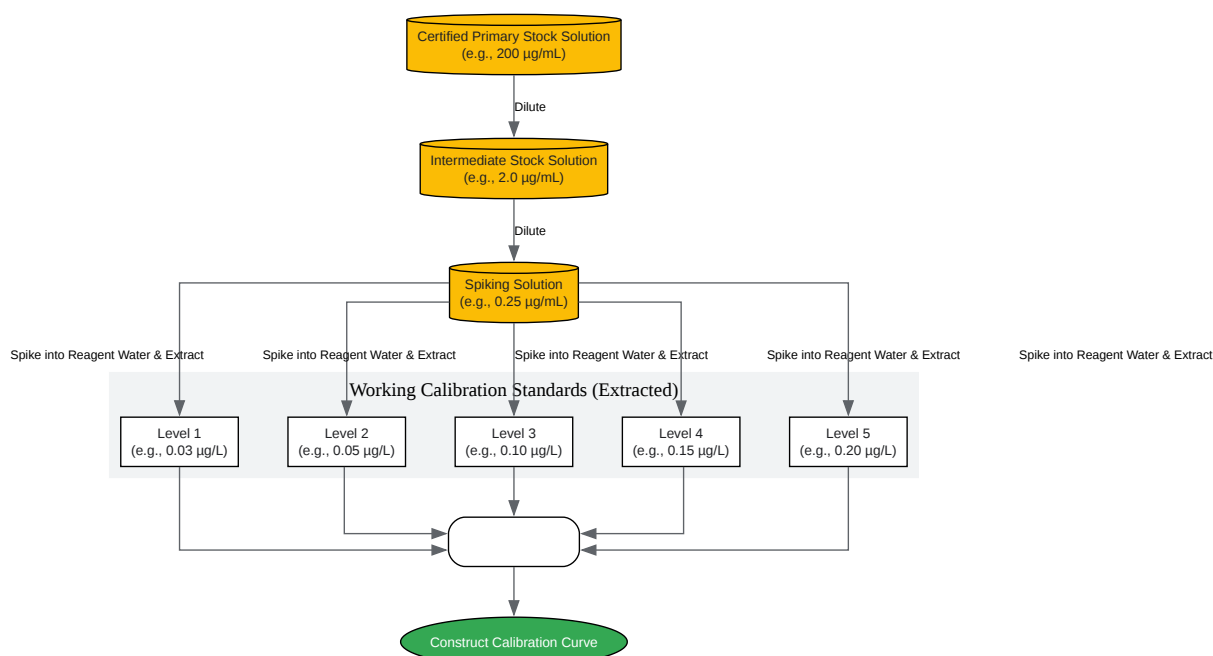 Certified Primary Stock Solution
(e.g., 200 µg/mL)
Dilute
Intermediate Stock Solution
(e.g., 2.0 µg/mL)
Dilute
Spiking Solution
(e.g., 0.25 µg/mL)
Spike into Reagent Water & Extract
Spike into Reagent Water & Extract
Spike into Reagent Water & Extract
Spike into Reagent Water & Extract
Spike into Reagent Water & Extract
Working Calibration Standards (Extracted)
Level 1
(e.g., 0.03 µg/L)
Level 2
(e.g., 0.05 µg/L)
Level 3
(e.g., 0.10 µg/L)
Level 4
(e.g., 0.15 µg/L)
Level 5
(e.g., 0.20 µg/L)
Construct Calibration Curve